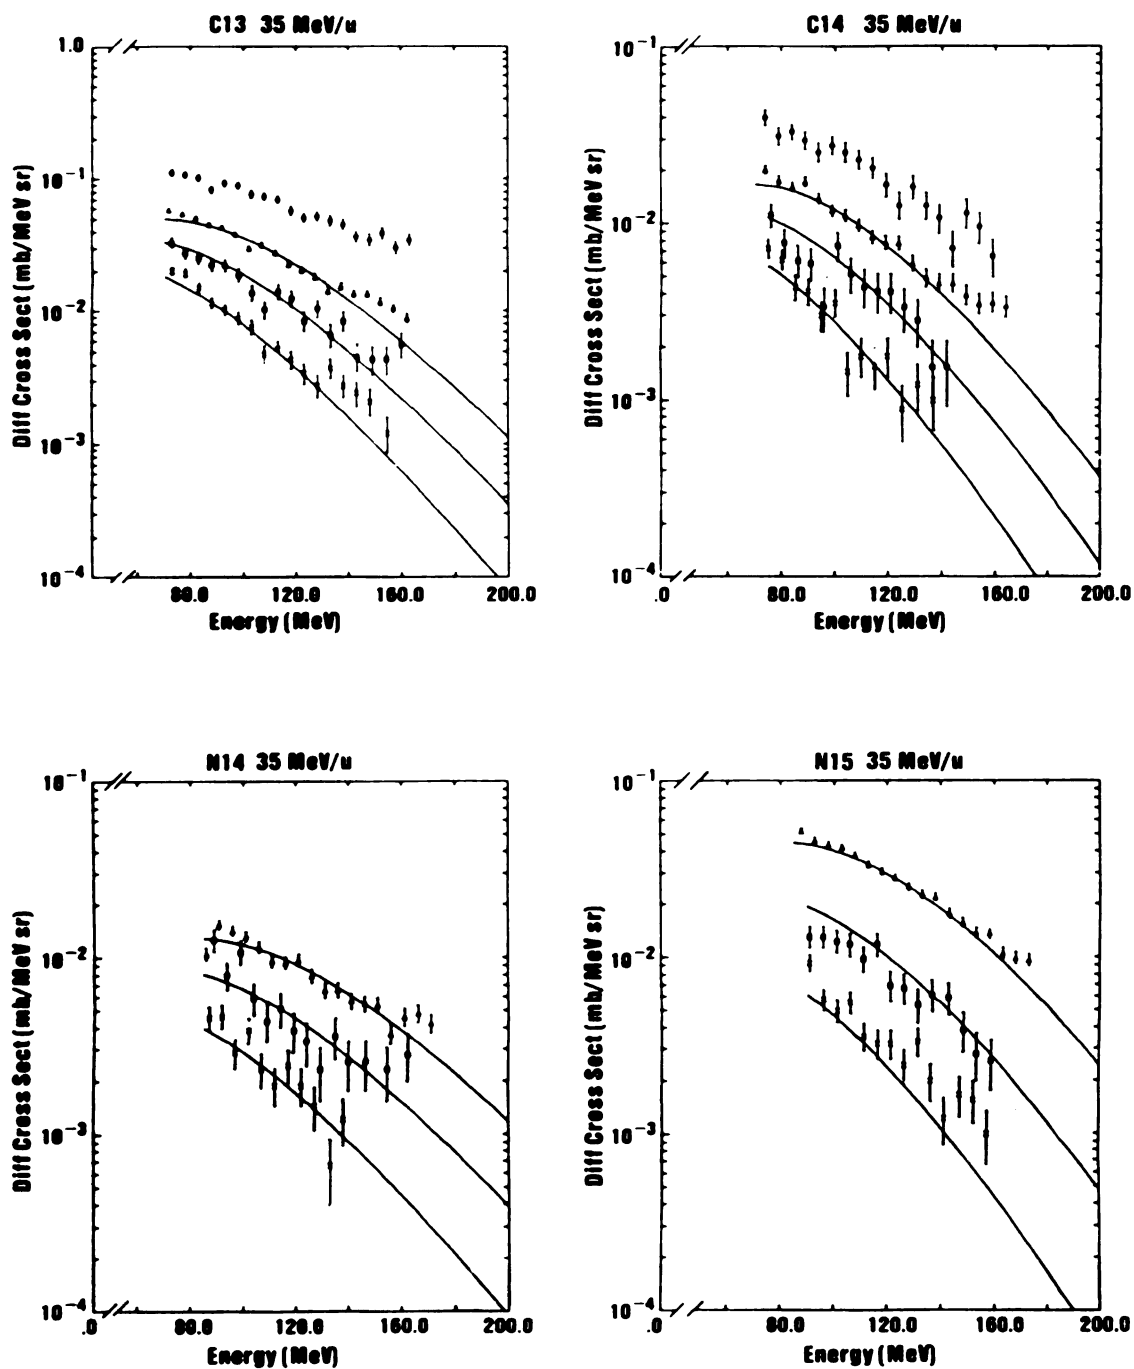 C13 35 MeV/u
1.0
10⁻¹
10⁻²
10⁻³
10⁻⁴
Diff Cross Sect (mb/MeV sr)
80.0 120.0 160.0 200.0
Energy (MeV)
C14 35 MeV/u
10⁻¹
10⁻²
10⁻³
10⁻⁴
Diff Cross Sect (mb/MeV sr)
.0 80.0 120.0 160.0 200.0
Energy (MeV)
N14 35 MeV/u
10⁻¹
10⁻²
10⁻³
10⁻⁴
Diff Cross Sect (mb/MeV sr)
.0 80.0 120.0 160.0 200.0
Energy (MeV)
N15 35 MeV/u
10⁻¹
10⁻²
10⁻³
10⁻⁴
Diff Cross Sect (mb/MeV sr)
.0 80.0 120.0 160.0 200.0
Energy (MeV)